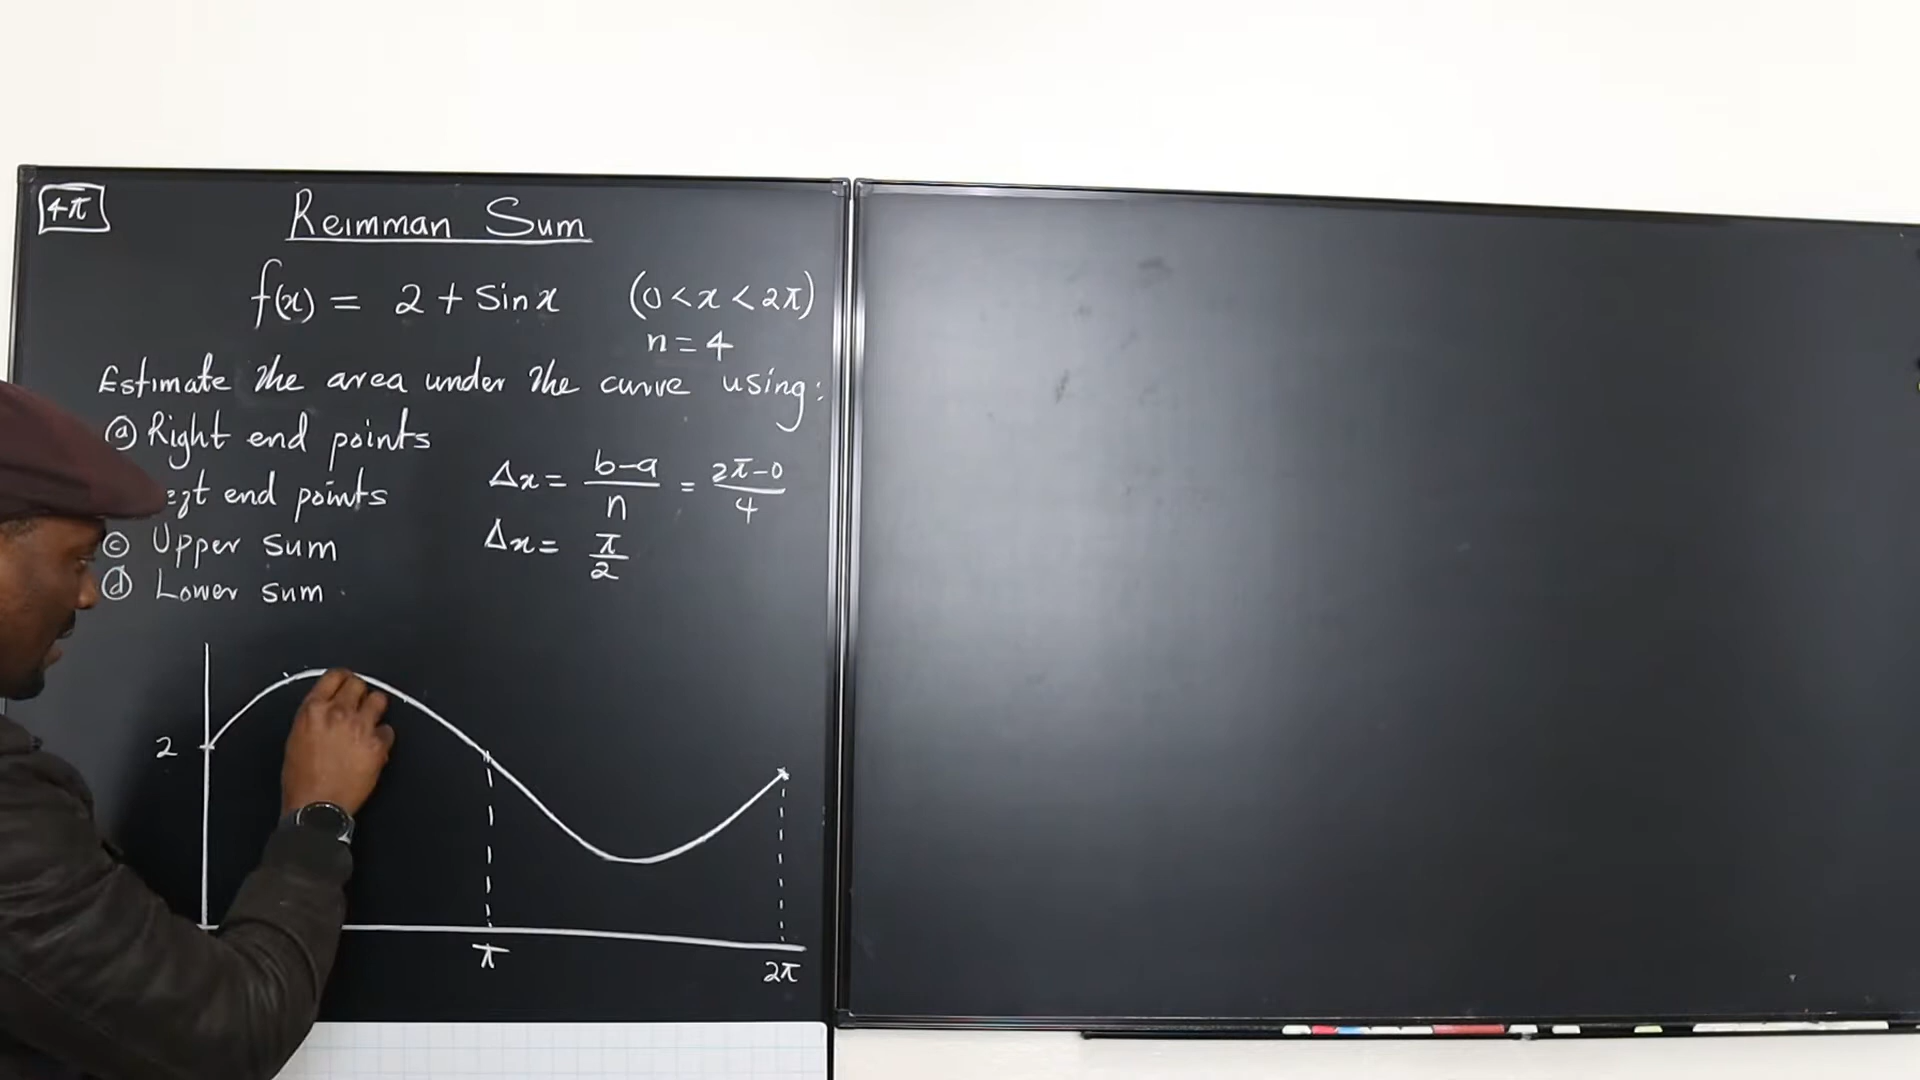 4π
Reimman Sum
f(x) = 2 + Sin x (0 < x < 2π)
n = 4
Estimate the area under the curve using:
ⓐ Right end points
end points
ⓒ Upper sum
ⓓ Lower sum.
Δx = b-a/n = 2π-0/4
Δx = π/2
2
π
2π